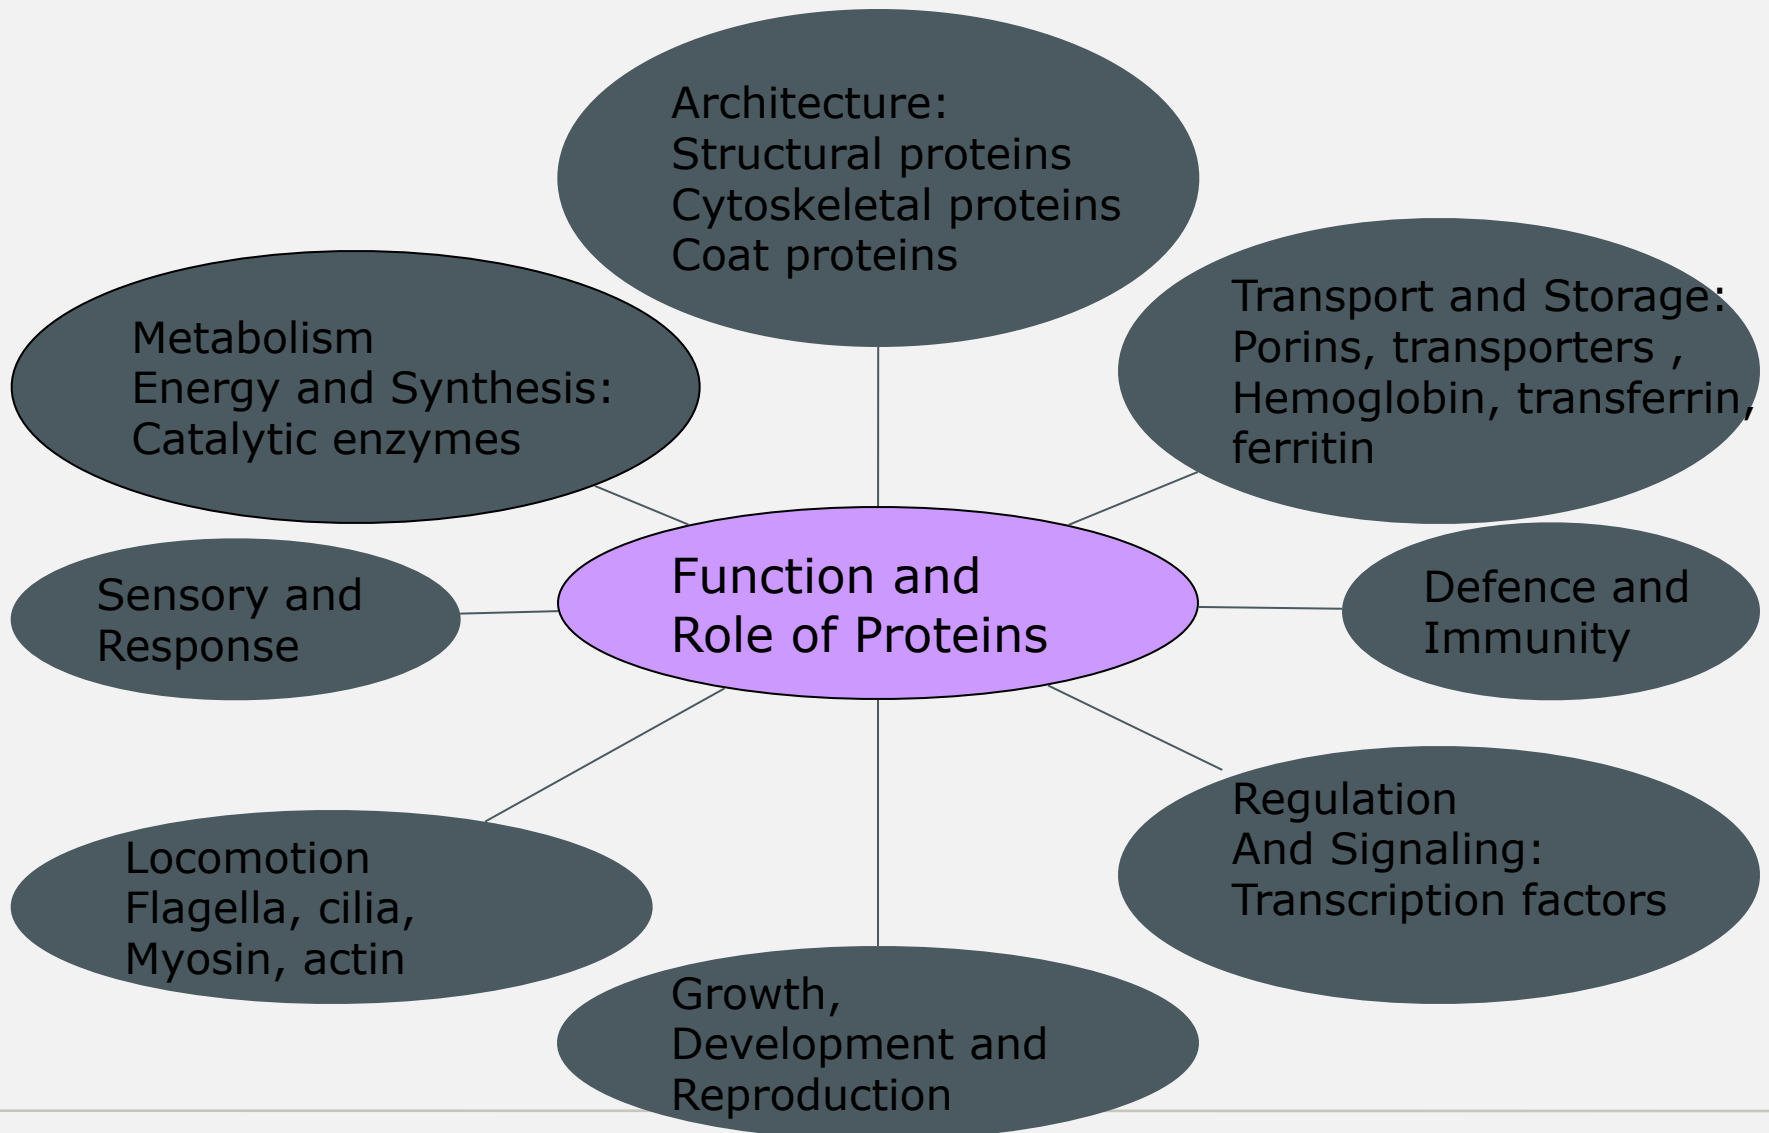 Architecture:
Structural proteins
Cytoskeletal proteins
Coat proteins
Transport and Storage:
Porins, transporters ,
Hemoglobin, transferrin,
ferritin
Metabolism
Energy and Synthesis:
Catalytic enzymes
Function and
Role of Proteins
Sensory and
Response
Defence and
Immunity
Regulation
And Signaling:
Transcription factors
Locomotion
Flagella, cilia,
Myosin, actin
Growth,
Development and
Reproduction